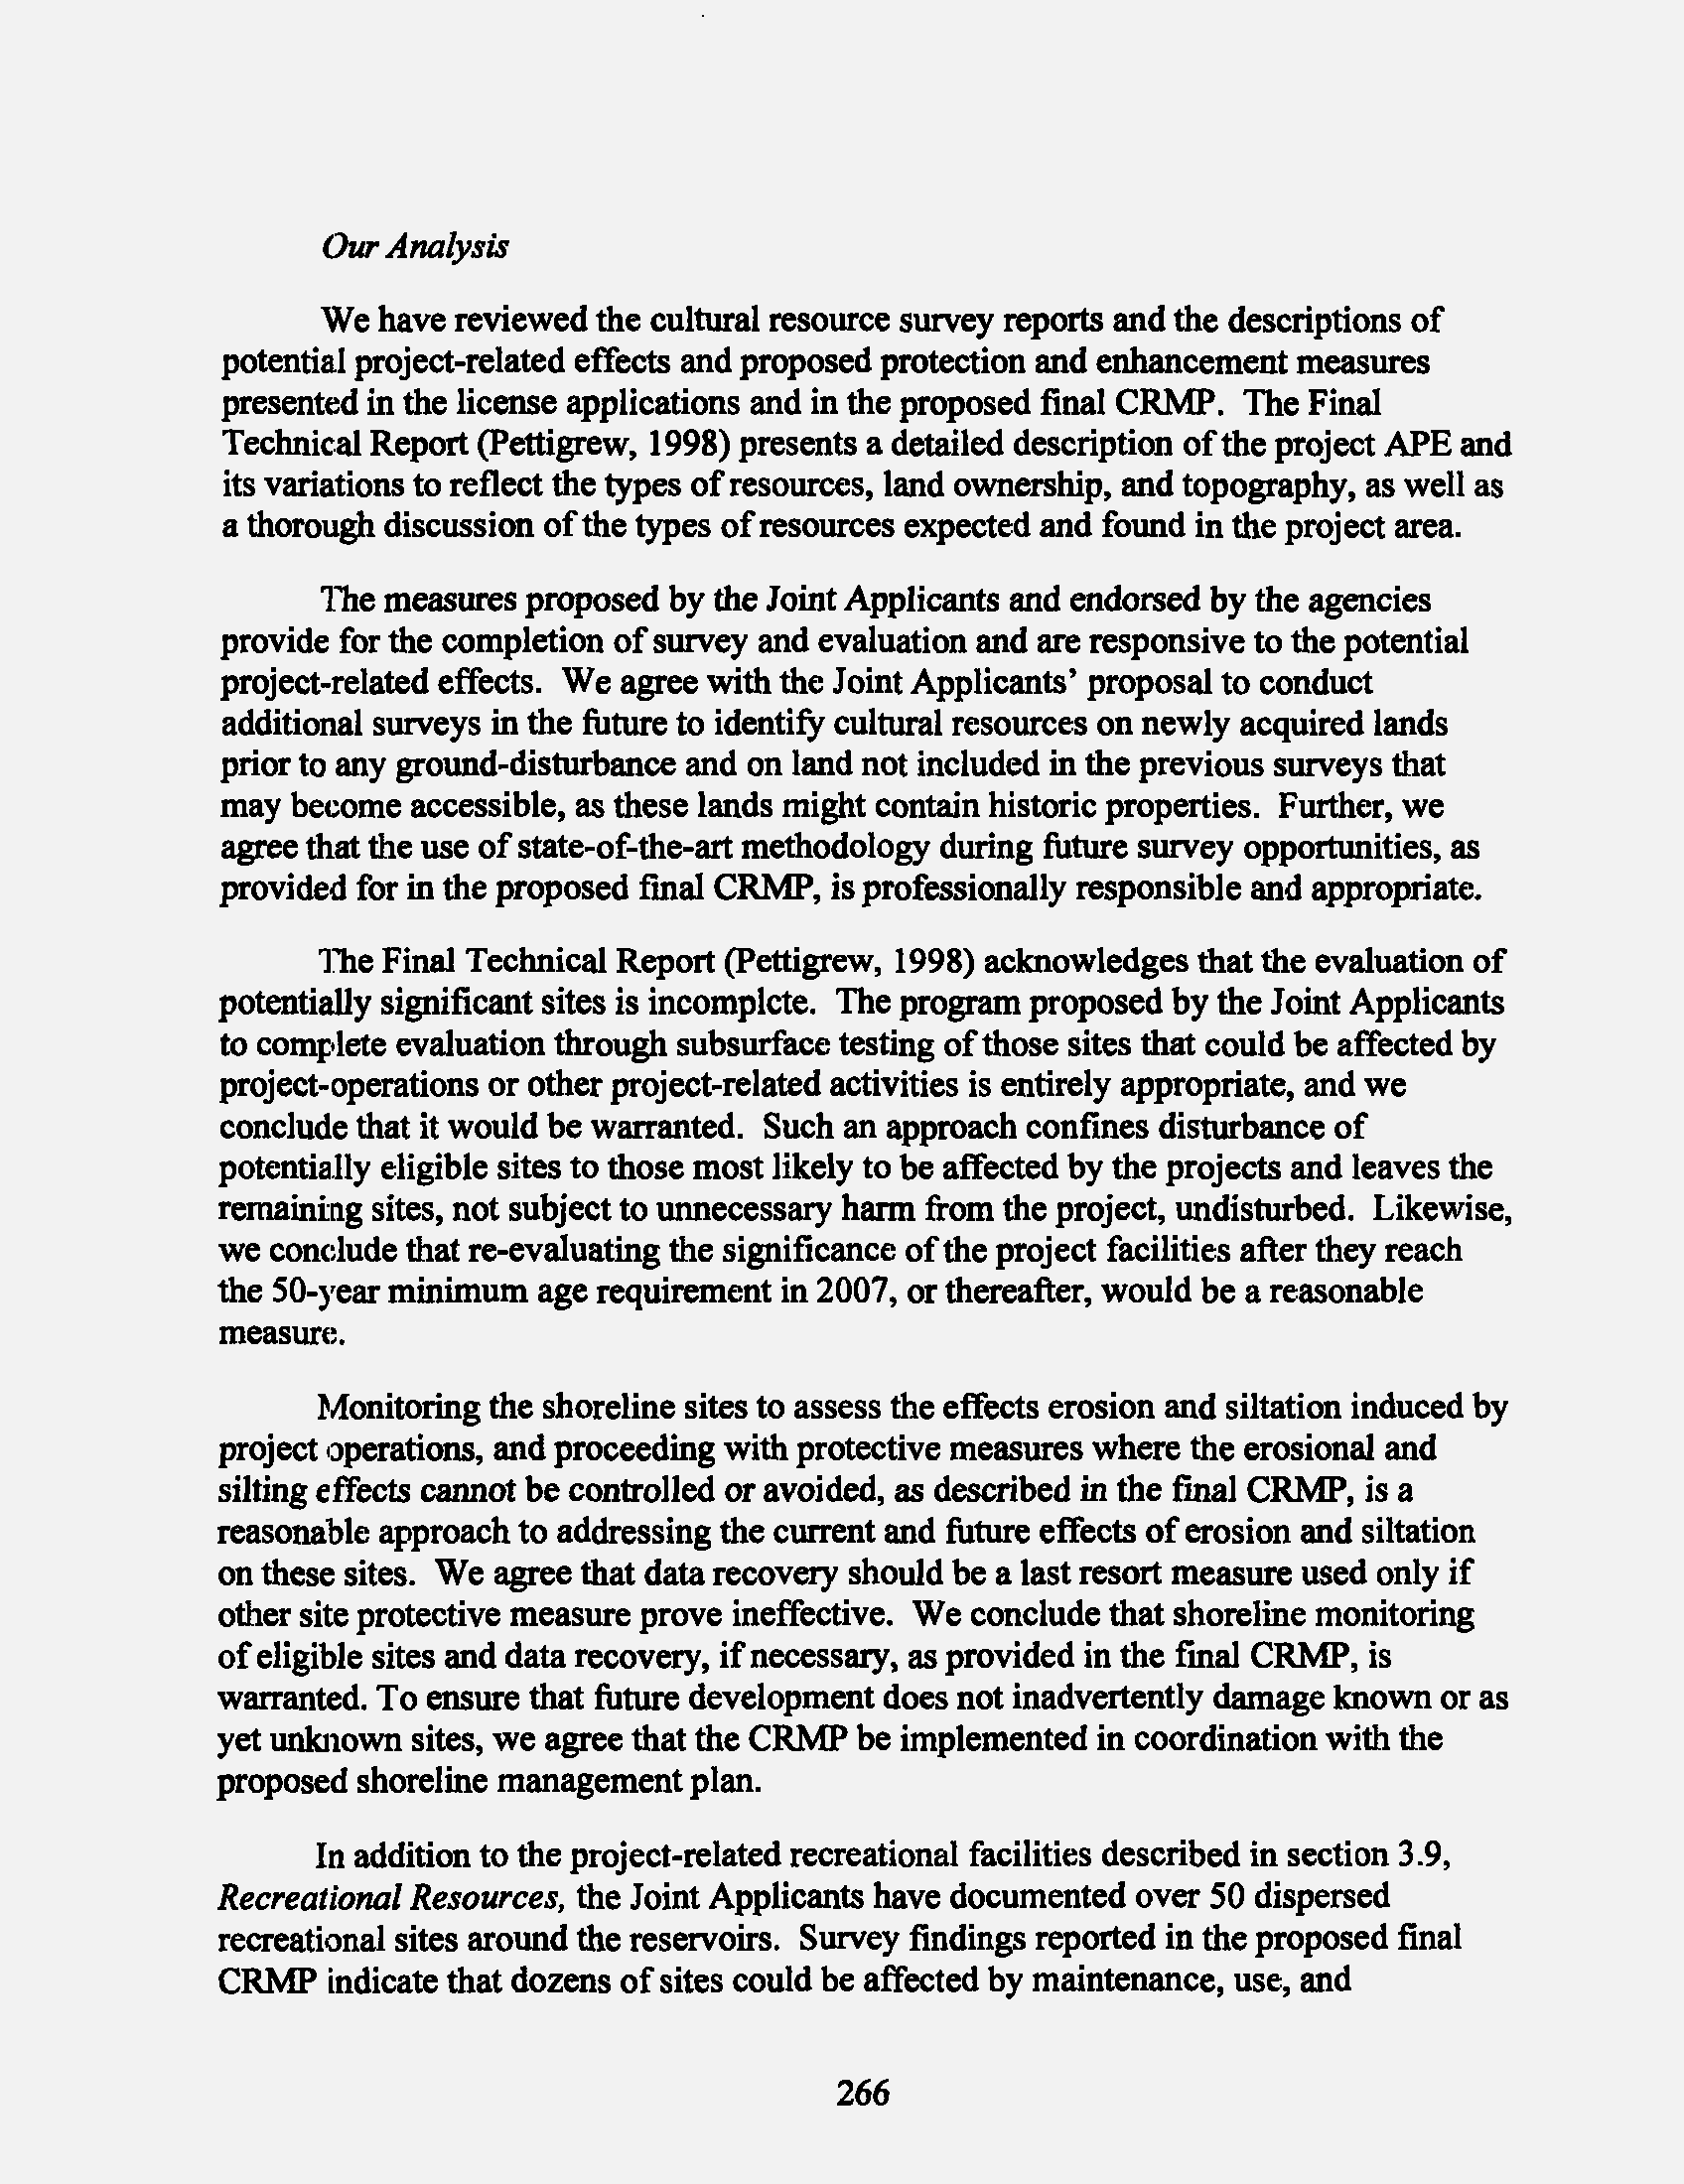 Our Analysis
We have reviewed the cultural resource survey reports and the descriptions of
potential project-related effects and proposed protection and enhancement measures
presented in the license applications and in the proposed final CRMP. The Final
Technical Report (Pettigrew, 1998) presents a detailed description of the project APE and
its variations to reflect the types of resources, land ownership, and topography, as well as
a thorough discussion of the types of resources expected and found in the project area.
The measures proposed by the Joint Applicants and endorsed by the agencies
provide for the completion of survey and evaluation and are responsive to the potential
project-related effects. We agree with the Joint Applicants' proposal to conduct
additional surveys in the future to identify cultural resources on newly acquired lands
prior to any ground-disturbance and on land not included in the previous surveys that
may become accessible, as these lands might contain historic properties. Further, we
agree that the use of state-of-the-art methodology during future survey opportunities, as
provided for in the proposed final CRMP, is professionally responsible and appropriate.
The Final Technical Report (Pettigrew, 1998) acknowledges that the evaluation of
potentially significant sites is incomplete. The program proposed by the Joint Applicants
to complete evaluation through subsurface testing of those sites that could be affected by
project-operations or other project-related activities is entirely appropriate, and we
conclude that it would be warranted. Such an approach confines disturbance of
potentially eligible sites to those most likely to be affected by the projects and leaves the
remaining sites, not subject to unnecessary harm from the project, undisturbed. Likewise,
we conclude that re-evaluating the significance of the project facilities after they reach
the 50-year minimum age requirement in 2007, or thereafter, would be a reasonable
measure.
Monitoring the shoreline sites to assess the effects erosion and siltation induced by
project operations, and proceeding with protective measures where the erosional and
silting effects cannot be controlled or avoided, as described in the final CRMP, is a
reasonable approach to addressing the current and future effects of erosion and siltation
on these sites. We agree that data recovery should be a last resort measure used only if
other site protective measure prove ineffective. We conclude that shoreline monitoring
of eligible sites and data recovery, if necessary, as provided in the final CRMP, is
warranted. To ensure that future development does not inadvertently damage known or as
yet unknown sites, we agree that the CRMP be implemented in coordination with the
proposed shoreline management plan.
In addition to the project-related recreational facilities described in section 3.9,
Recreational Resources, the Joint Applicants have documented over 50 dispersed
recreational sites around the reservoirs. Survey findings reported in the proposed final
CRMP indicate that dozens of sites could be affected by maintenance, use, and
266